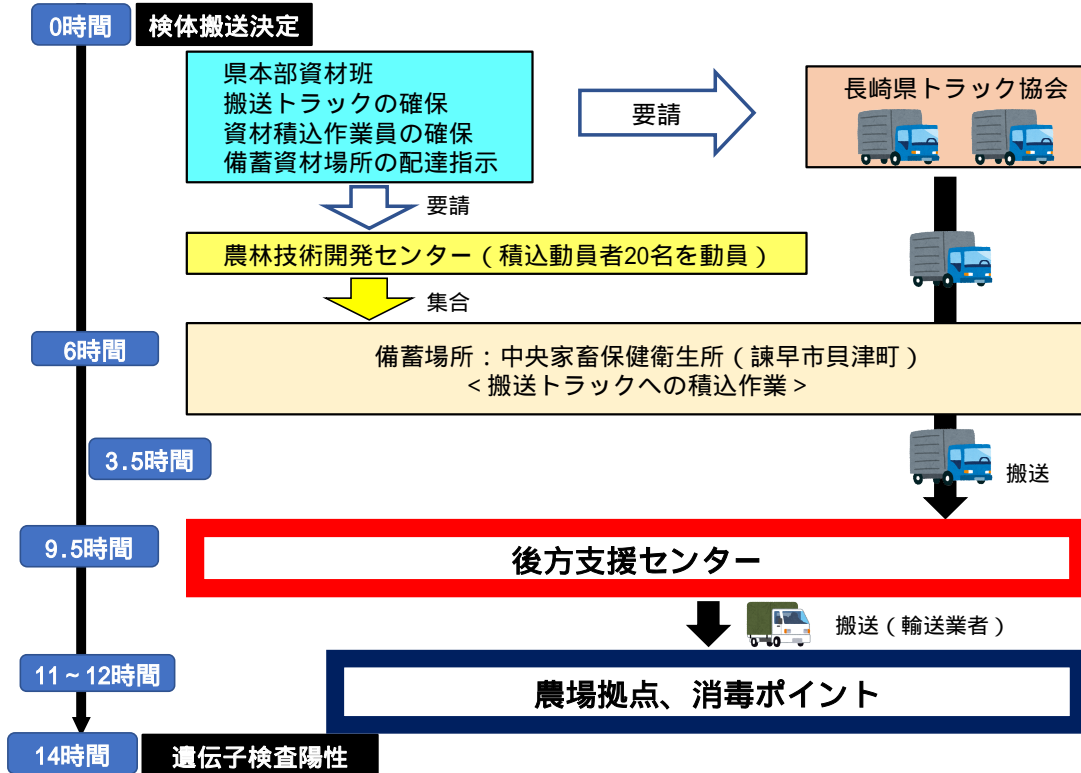 0時間
検体搬送決定
県本部資材班
搬送トラックの確保
資材積込作業員の確保
備蓄資材場所の配達指示
要請
長崎県トラック協会
要請
農林技術開発センター(積込動員者20名を動員)
集合
6時間
備蓄場所:中央家畜保健衛生所(諫早市貝津町)
<搬送トラックへの積込作業>
3.5時間
搬送
9.5時間
後方支援センター
搬送(輸送業者)
11~12時間
農場拠点、消毒ポイント
14時間
遺伝子検査陽性